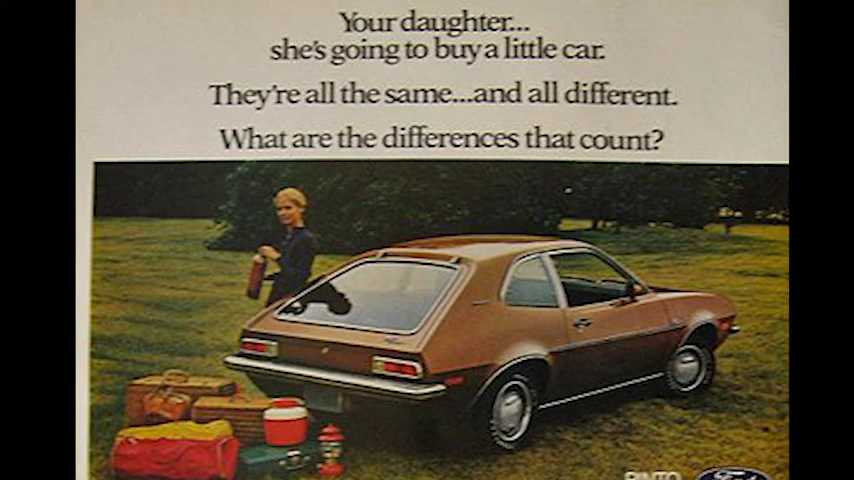 Your daughter...
she's going to buy a little car.
They're all the same...and all different.
What are the differences that count?
PINTO
Ford